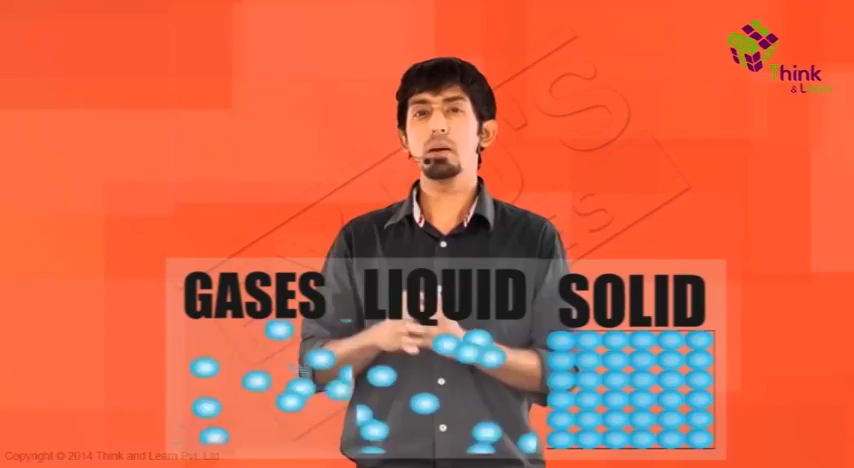 Think
& Learn
GASES LIQUID SOLID
Copyright © 2014 Think and Learn Pvt. Ltd